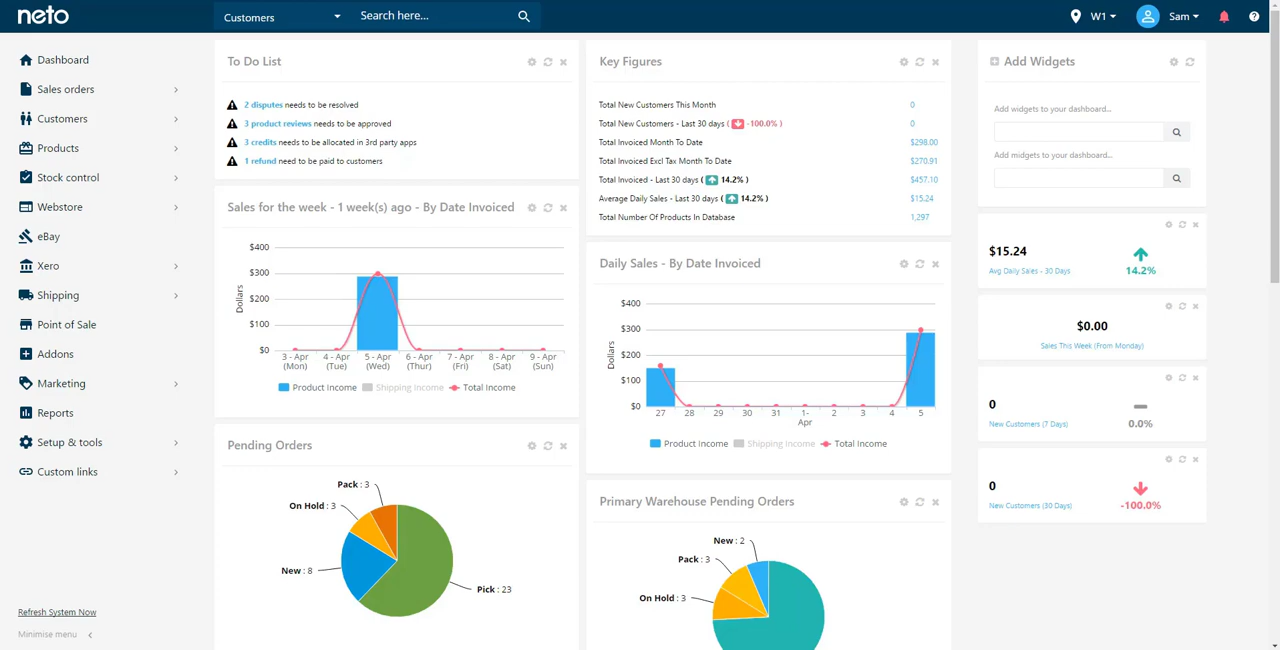 neto
Customers
Search here...
W1
Sam
Dashboard
Sales orders
Customers
Products
Stock control
Webstore
eBay
Xero
Shipping
Point of Sale
Addons
Marketing
Reports
Setup & tools
Custom links
Refresh System Now
Minimise menu
To Do List
2 disputes needs to be resolved
3 product reviews needs to be approved
3 credits needs to be allocated in 3rd party apps
1 refund need to be paid to customers
Sales for the week - 1 week(s) ago - By Date Invoiced
$400
$300
$200
$100
$0
Dollars
3 - Apr 4 - Apr 5 - Apr 6 - Apr 7 - Apr 8 - Apr 9 - Apr
(Mon) (Tue) (Wed) (Thur) (Fri) (Sat) (Sun)
Product Income Shipping Income Total Income
Pending Orders
Pack : 3
On Hold : 3
New : 8
Pick : 23
Key Figures
Total New Customers This Month 0
Total New Customers - Last 30 days ( -100.0% ) 0
Total Invoiced Month To Date $298.00
Total Invoiced Excl Tax Month To Date $270.91
Total Invoiced - Last 30 days ( 14.2% ) $457.10
Average Daily Sales - Last 30 days ( 14.2% ) $15.24
Total Number Of Products In Database 1,297
Daily Sales - By Date Invoiced
$400
$300
$200
$100
$0
Dollars
27 28 29 30 31 1- 2 3 4 5
Apr
Product Income Shipping Income Total Income
Primary Warehouse Pending Orders
New : 2
Pack : 3
On Hold : 3
Add Widgets
Add widgets to your dashboard...
Add midgets to your dashboard...
$15.24
Avg Daily Sales - 30 Days
14.2%
$0.00
Sales This Week (From Monday)
0
New Customers (7 Days)
0.0%
0
New Customers (30 Days)
-100.0%